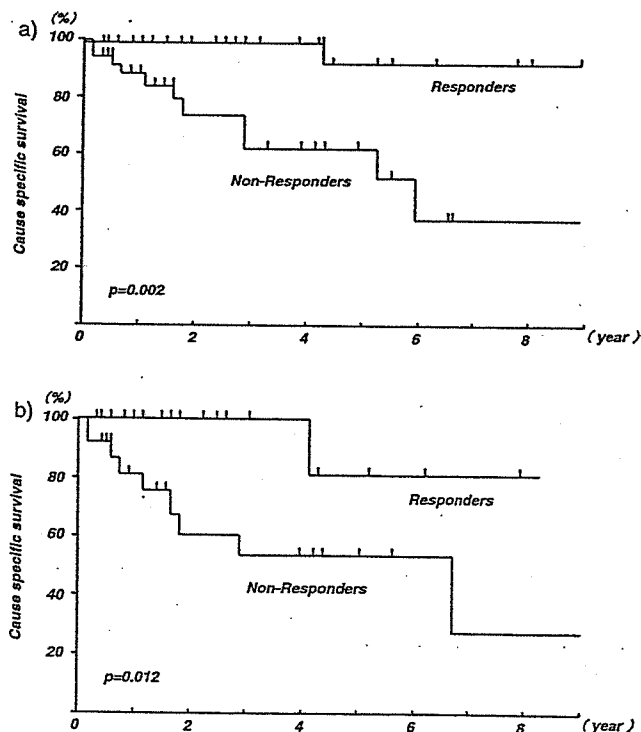 a)
(%)
100
80
60
40
20
Cause specific survival
Responders
Non-Responders
p=0.002
0
2
4
6
8
(year)
b)
(%)
100
80
60
40
20
Cause specific survival
Responders
Non-Responders
p=0.012
0
2
4
6
8
(year)